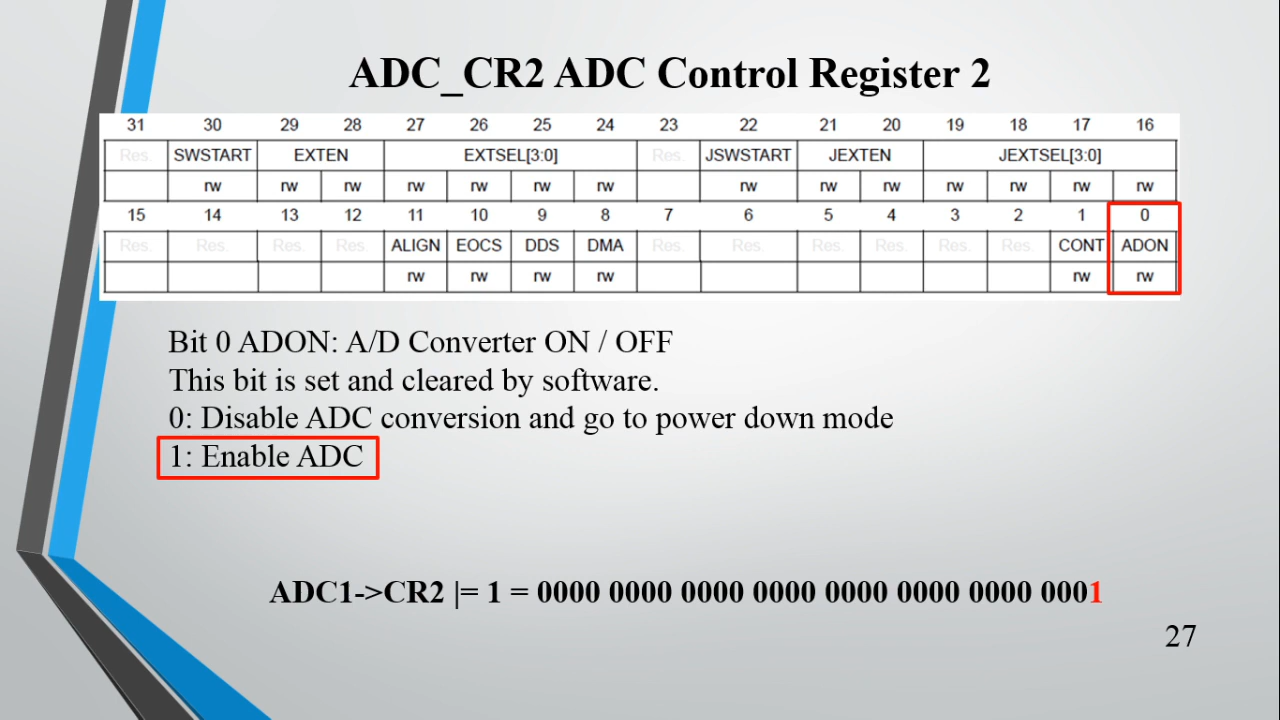 ADC_CR2 ADC Control Register 2
31 30 29 28 27 26 25 24 23 22 21 20 19 18 17 16
Res. SWSTART EXTEN EXTSEL[3:0] Res. JSWSTART JEXTEN JEXTSEL[3:0]
rw rw rw rw rw rw rw rw rw rw rw rw rw rw
15 14 13 12 11 10 9 8 7 6 5 4 3 2 1 0
Res. Res. Res. Res. ALIGN EOCS DDS DMA Res. Res. Res. Res. Res. Res. CONT ADON
rw rw rw rw rw rw
Bit 0 ADON: A/D Converter ON / OFF
This bit is set and cleared by software.
0: Disable ADC conversion and go to power down mode
1: Enable ADC
ADC1->CR2 |= 1 = 0000 0000 0000 0000 0000 0000 0000 0001
27